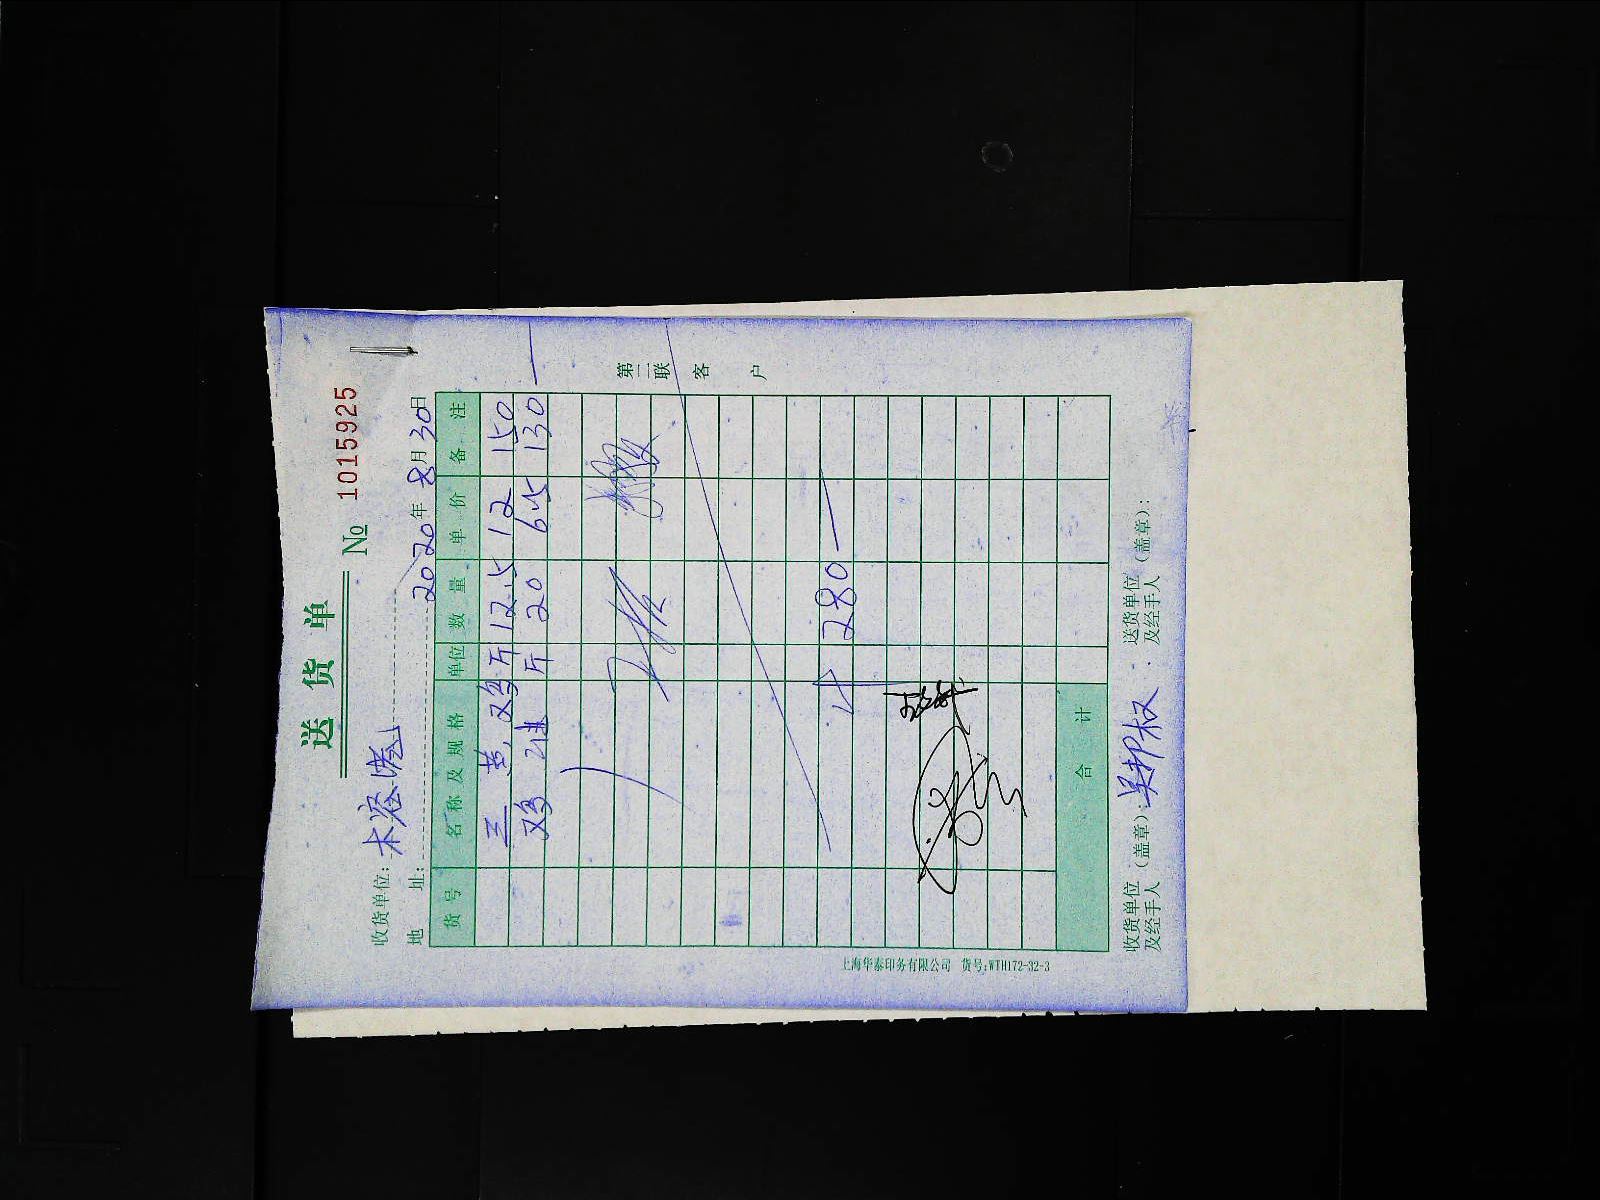 送货单
№ 1015925
收货单位:
地址: 2020年8月30日
货号 名称及规格 单位 数量 单价 备注
三黄鸡 斤 12.5 12 150
鸡腿 斤 20 6.5 130
280
合计
收货单位及经手人(盖章): 送货单位及经手人(盖章):
上海华泰印务有限公司 货号:WTH172-32-3
第二联 客户